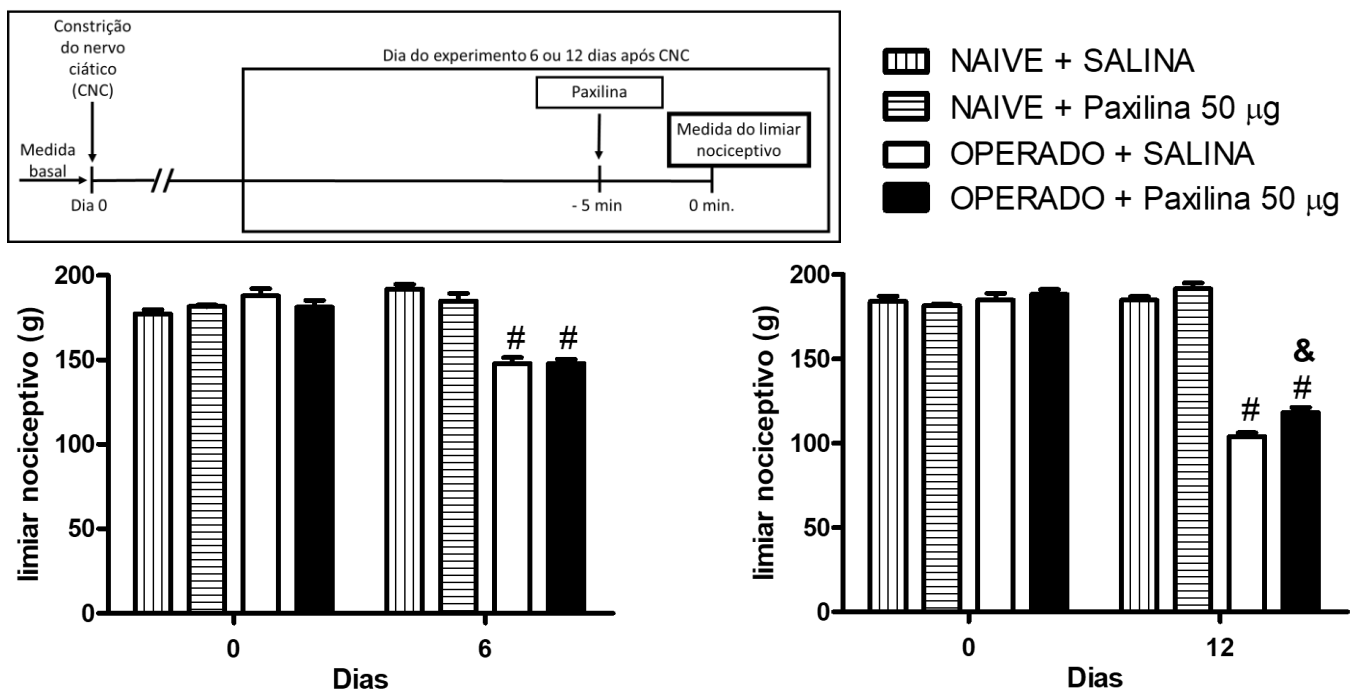 Constrição
do nervo
ciático
(CNC)
Dia do experimento 6 ou 12 dias após CNC
Paxilina
Medida do limiar
nociceptivo
Medida
basal
Dia 0
- 5 min
0 min.
NAIVE + SALINA
NAIVE + Paxilina 50 μg
OPERADO + SALINA
OPERADO + Paxilina 50 μg
limiar nociceptivo (g)
200
150
100
50
0
# #
0 6
Dias
limiar nociceptivo (g)
200
150
100
50
0
&
# #
0 12
Dias